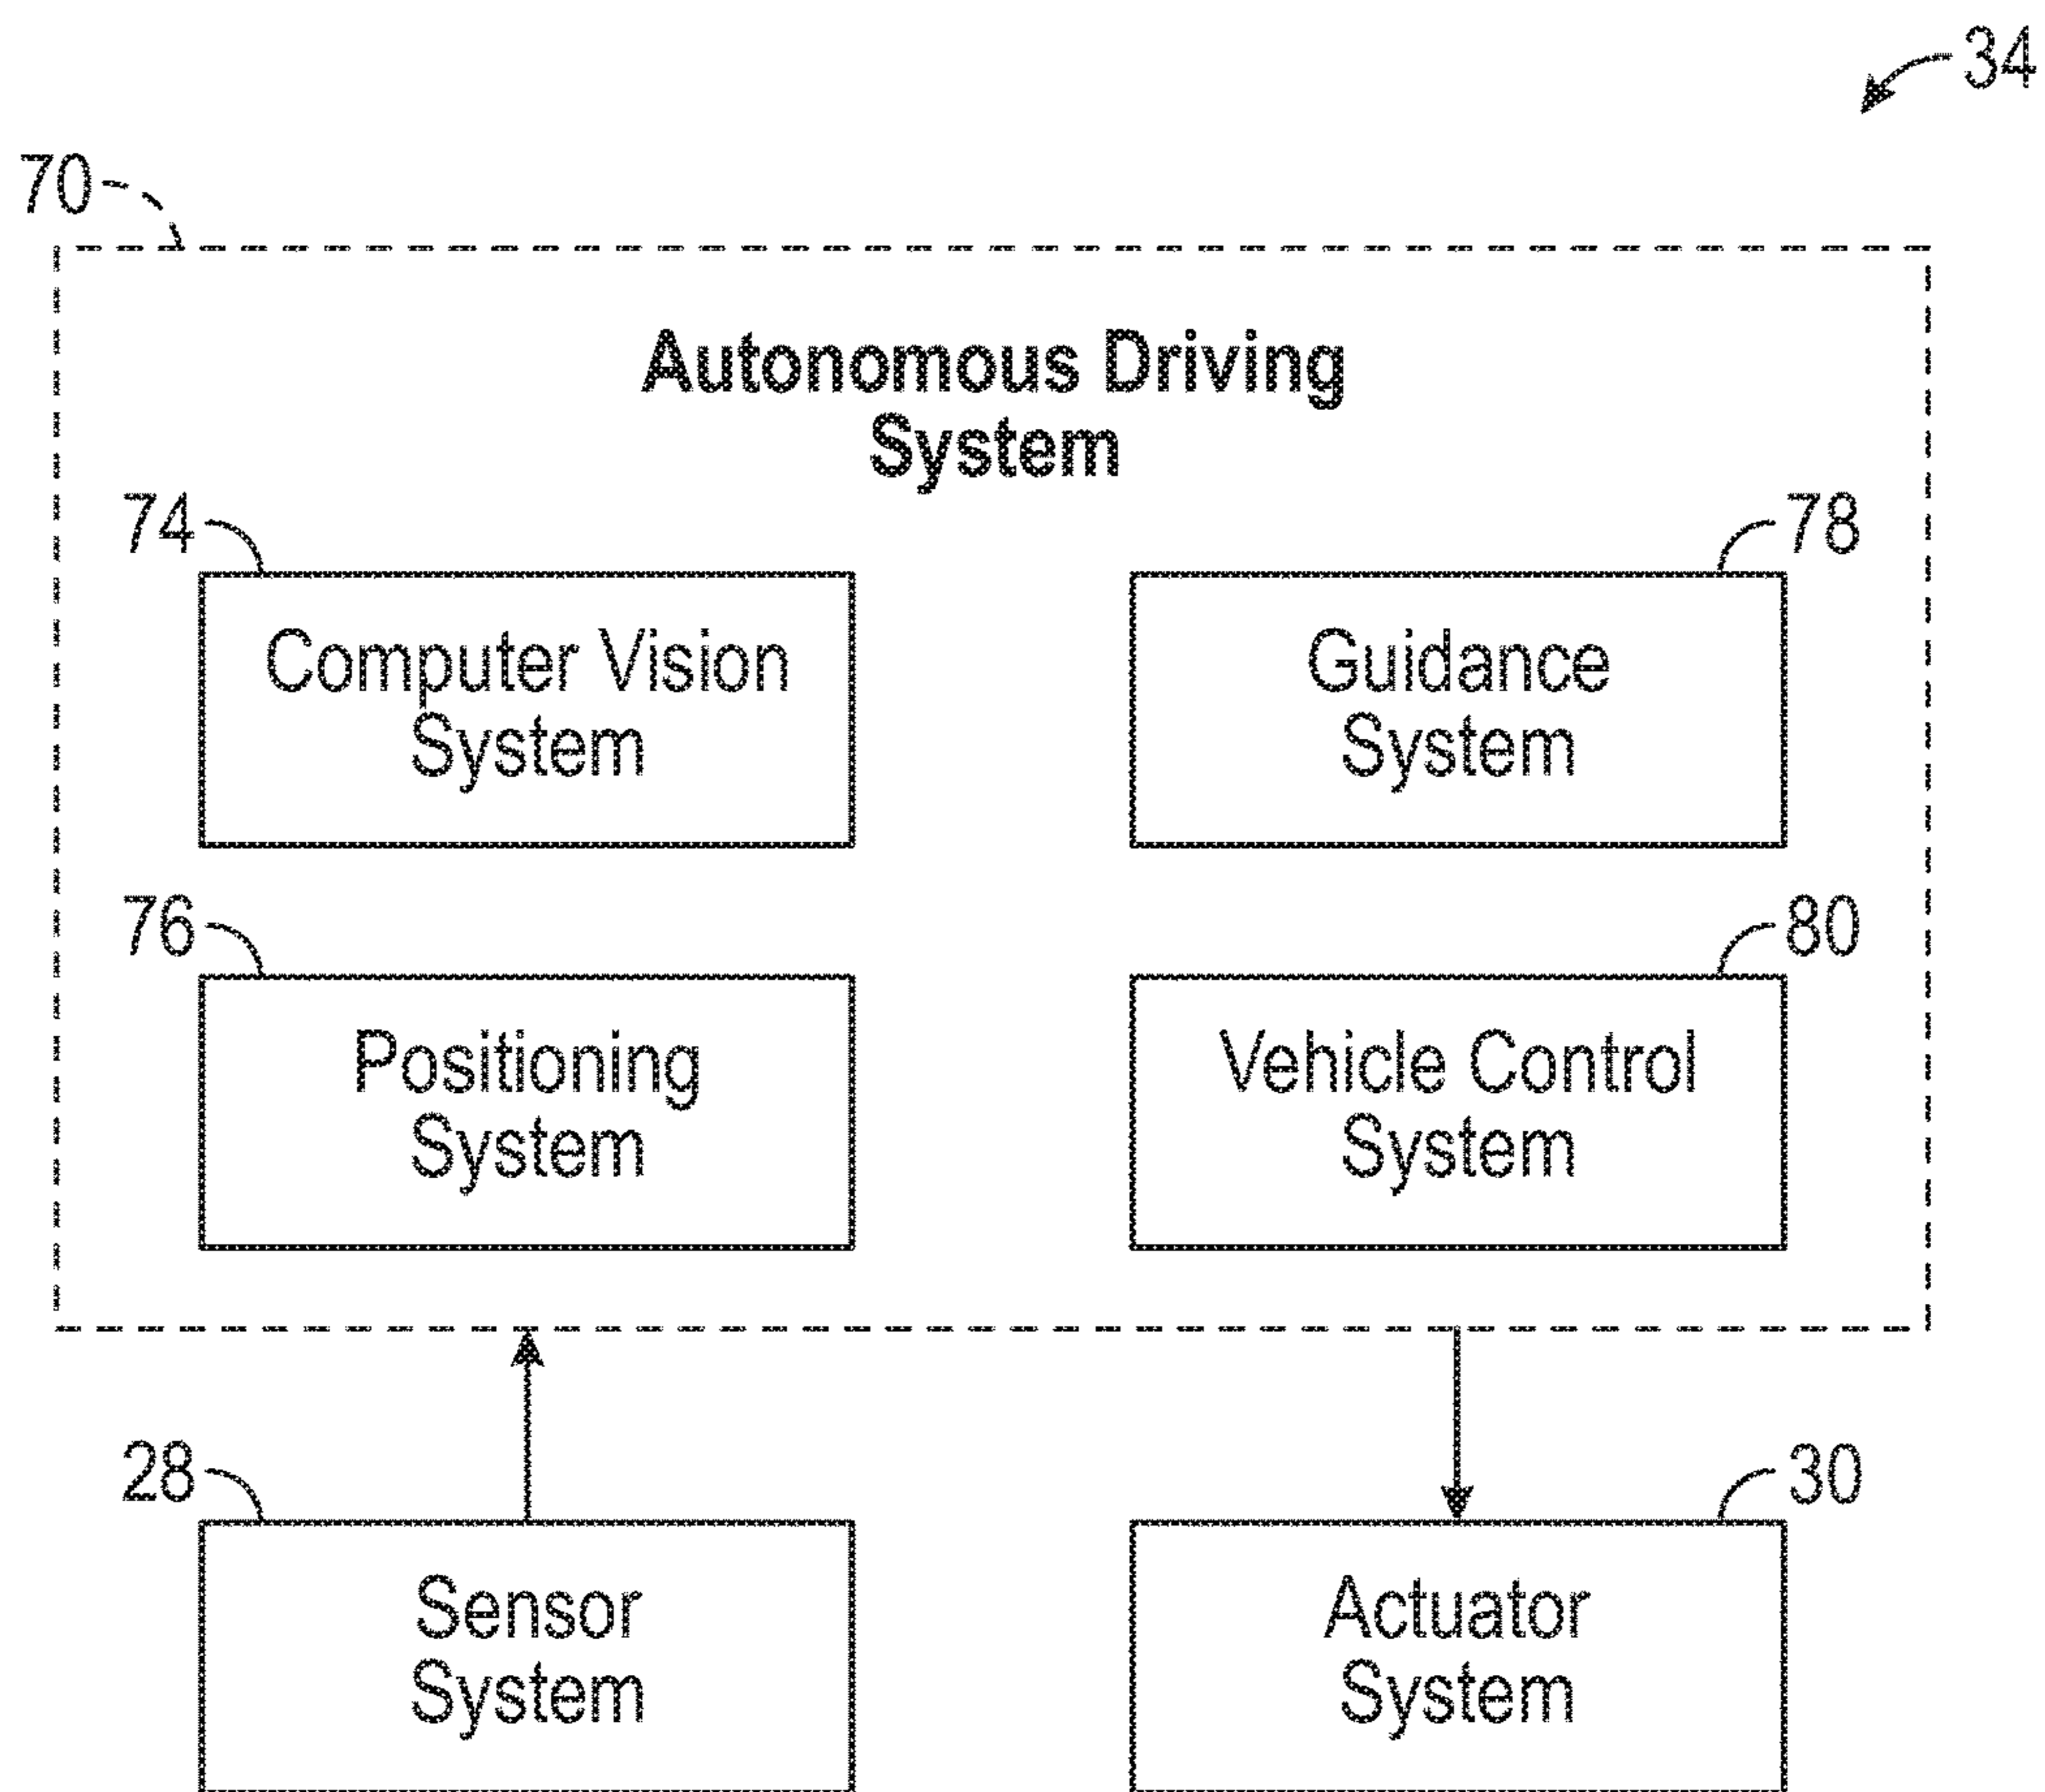 34
70
Autonomous Driving
System
74
78
Computer Vision
System
Guidance
System
76
80
Positioning
System
Vehicle Control
System
28
30
Sensor
System
Actuator
System